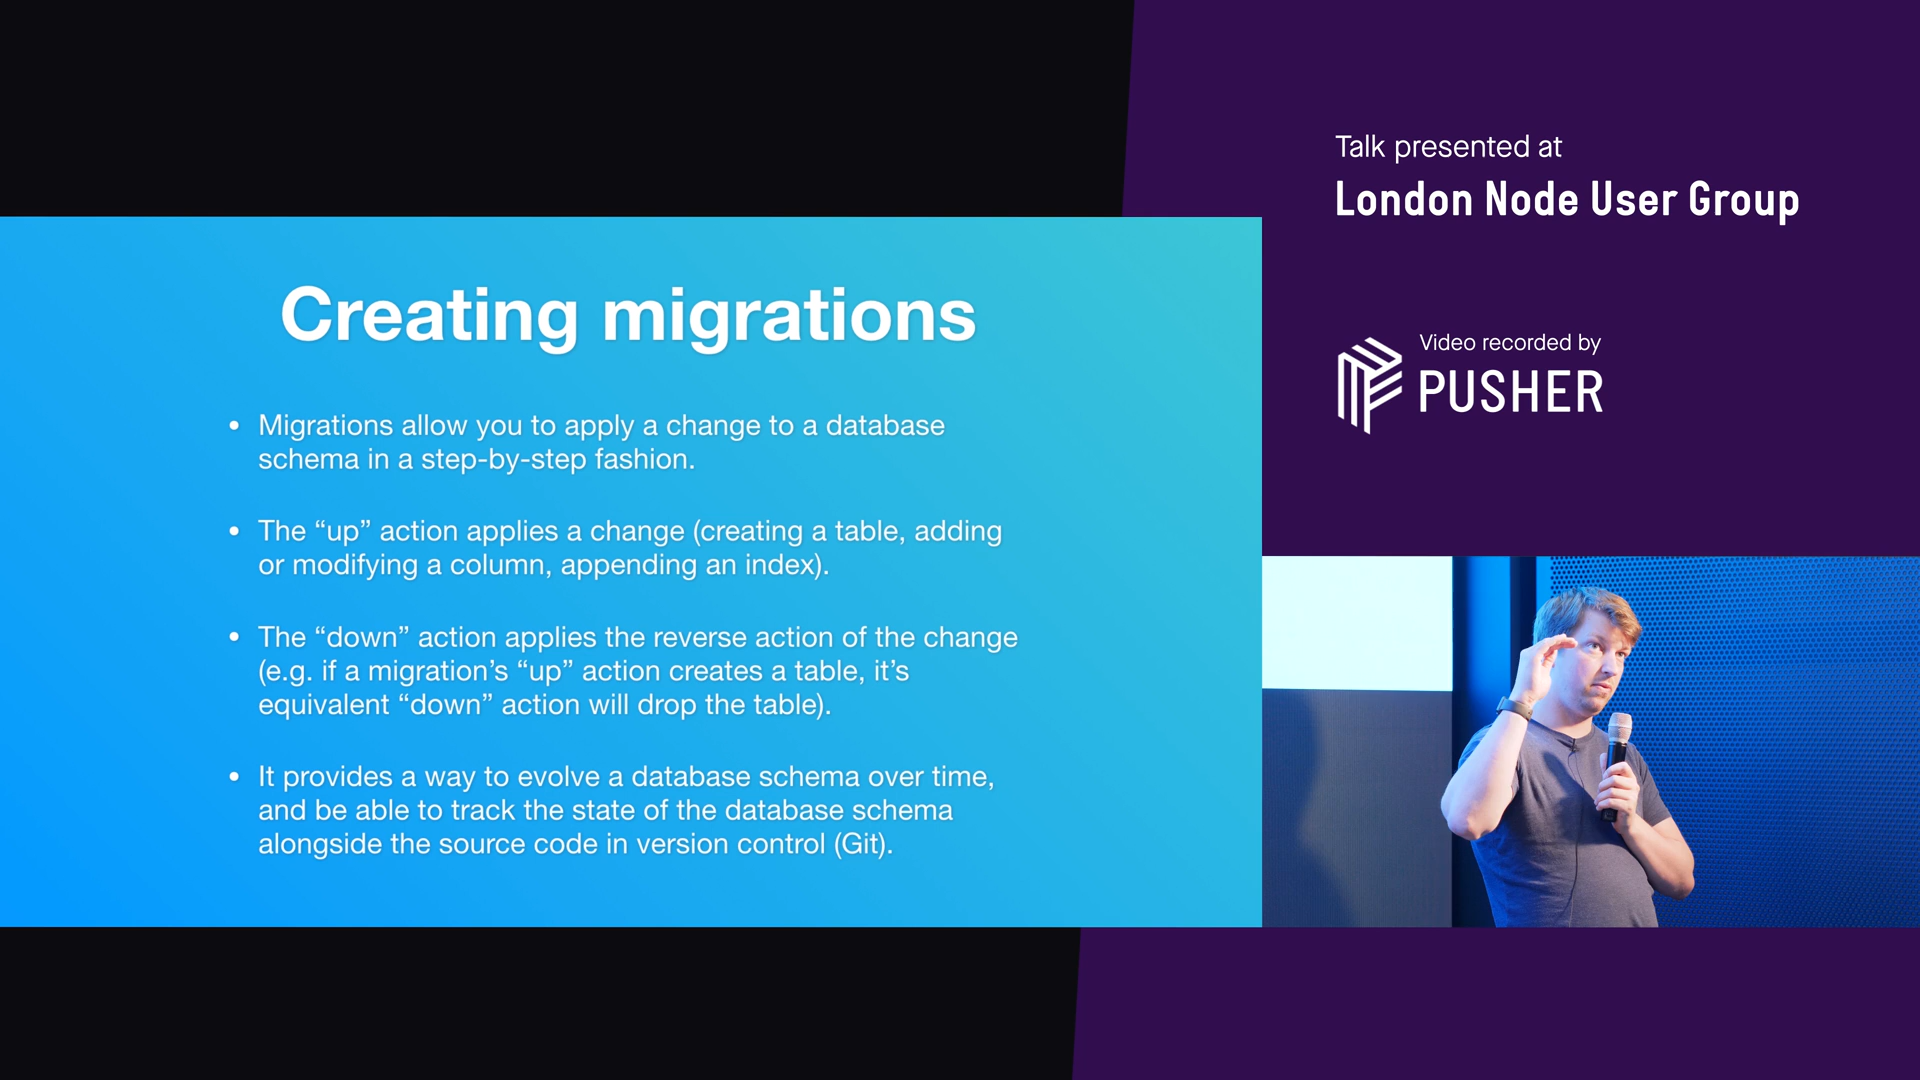 Creating migrations
• Migrations allow you to apply a change to a database
schema in a step-by-step fashion.
• The “up” action applies a change (creating a table, adding
or modifying a column, appending an index).
• The “down” action applies the reverse action of the change
(e.g. if a migration’s “up” action creates a table, it’s
equivalent “down” action will drop the table).
• It provides a way to evolve a database schema over time,
and be able to track the state of the database schema
alongside the source code in version control (Git).
Talk presented at
London Node User Group
Video recorded by
PUSHER